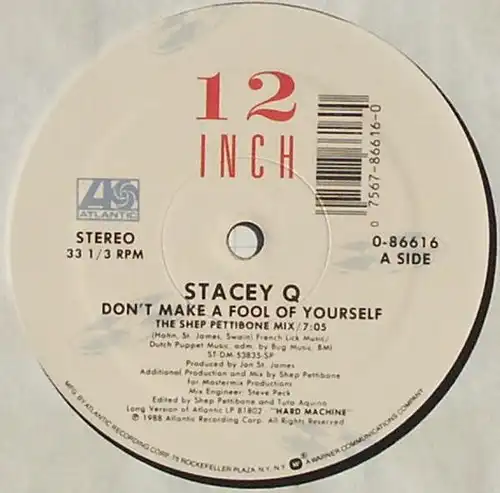 12
INCH
0 7567-86616-0
ATLANTIC
STEREO
33 1/3 RPM
0-86616
A SIDE
STACEY Q
DON'T MAKE A FOOL OF YOURSELF
THE SHEP PETTIBONE MIX/7:05
(Hahn, St. James, Swain) French Lick Music/
Dutch Puppet Music, adm. by Bug Music, BMI
ST-DM-53835-SP
Produced by Jon St. James
Additional Production and Mix by Shep Pettibone
for Mastermix Productions
Mix Engineer: Steve Peck
Edited by Shep Pettibone and Tuta Aquino
Long Version of Atlantic LP 81802 "HARD MACHINE"
℗ 1988 Atlantic Recording Corp. All Rights Reserved
MFG. BY ATLANTIC RECORDING CORP. 75 ROCKEFELLER PLAZA, N.Y., N.Y. A WARNER COMMUNICATIONS COMPANY